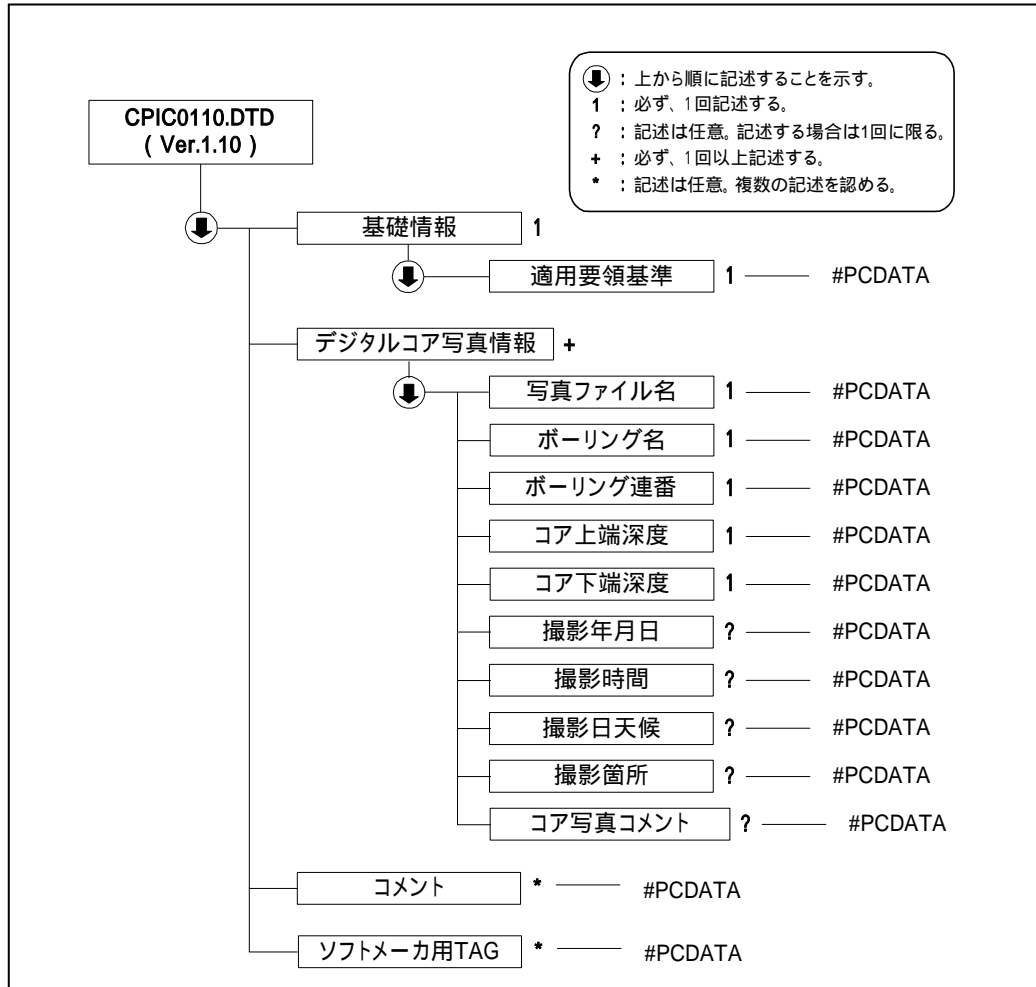 CPIC0110.DTD
( Ver.1.10 )
：上から順に記述することを示す。
1 ：必ず、1回記述する。
? ：記述は任意。記述する場合は1回に限る。
+ ：必ず、1回以上記述する。
* ：記述は任意。複数の記述を認める。
基礎情報 1
適用要領基準 1 #PCDATA
デジタルコア写真情報 +
写真ファイル名 1 #PCDATA
ボーリング名 1 #PCDATA
ボーリング連番 1 #PCDATA
コア上端深度 1 #PCDATA
コア下端深度 1 #PCDATA
撮影年月日 ? #PCDATA
撮影時間 ? #PCDATA
撮影日天候 ? #PCDATA
撮影箇所 ? #PCDATA
コア写真コメント ? #PCDATA
コメント * #PCDATA
ソフトメーカ用TAG * #PCDATA